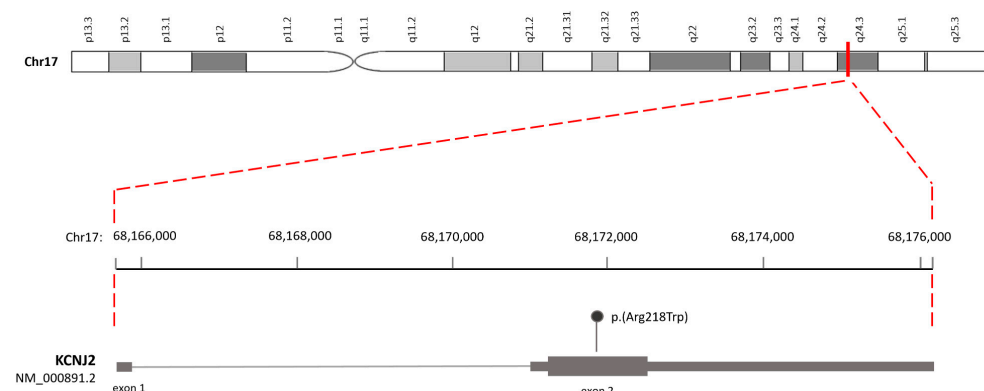 p13.3 p13.2 p13.1 p12 p11.2 p11.1 q11.1 q11.2 q12 q21.2 q21.31 q21.32 q21.33 q22 q23.2 q23.3 q24.1 q24.2 q24.3 q25.1 q25.3
Chr17
Chr17: 68,166,000 68,168,000 68,170,000 68,172,000 68,174,000 68,176,000
p.(Arg218Trp)
KCNJ2
NM_000891.2
exon 1 exon 2